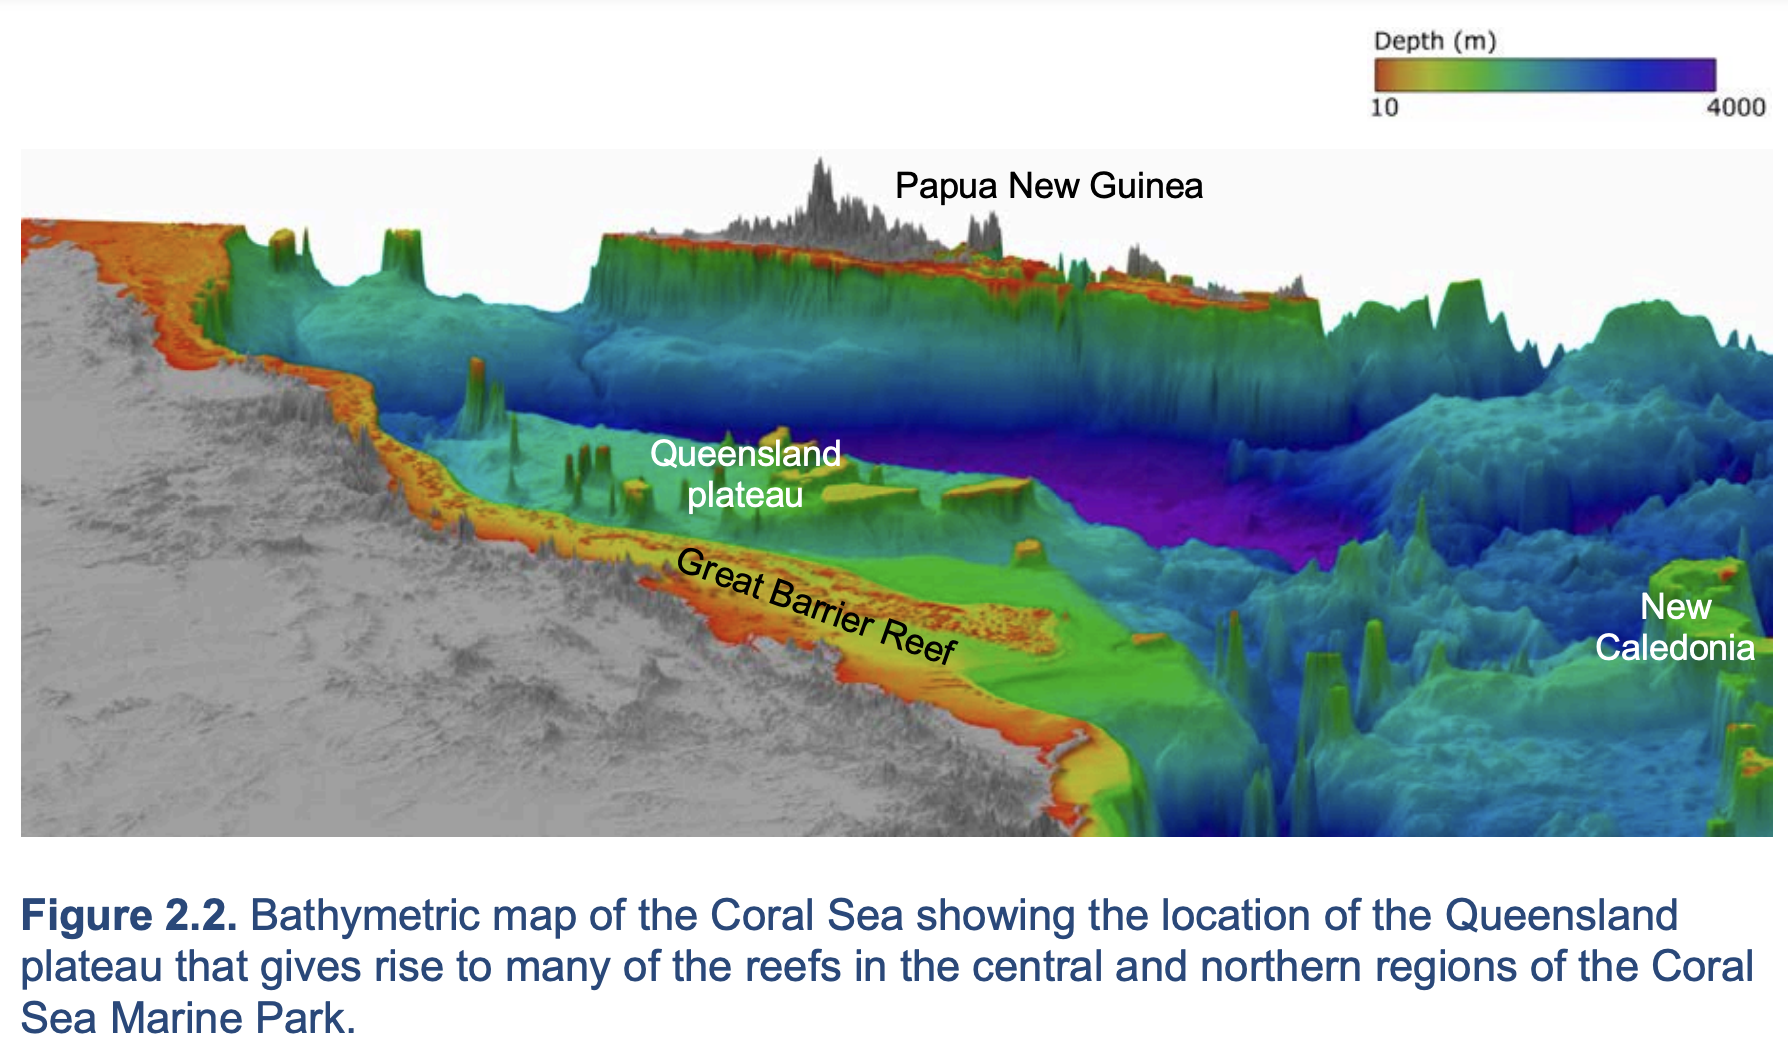 Depth (m)
10 4000
Papua New Guinea
Queensland
plateau
Great Barrier Reef
New
Caledonia
Figure 2.2. Bathymetric map of the Coral Sea showing the location of the Queensland
plateau that gives rise to many of the reefs in the central and northern regions of the Coral
Sea Marine Park.